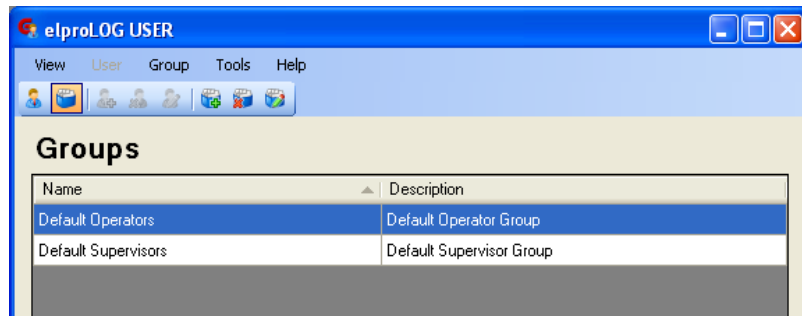 elproLOG USER
View User Group Tools Help
Groups
Name Description
Default Operators Default Operator Group
Default Supervisors Default Supervisor Group